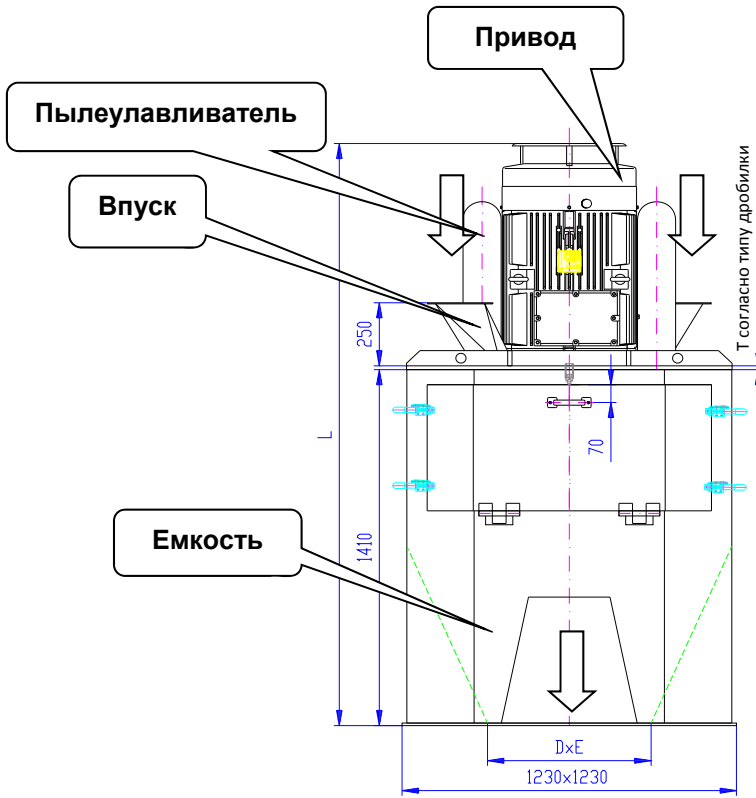 Привод
Пылеулавливатель
Впуск
Т согласно типу дробилки
250
L
70
1410
Емкость
DxE
1230x1230